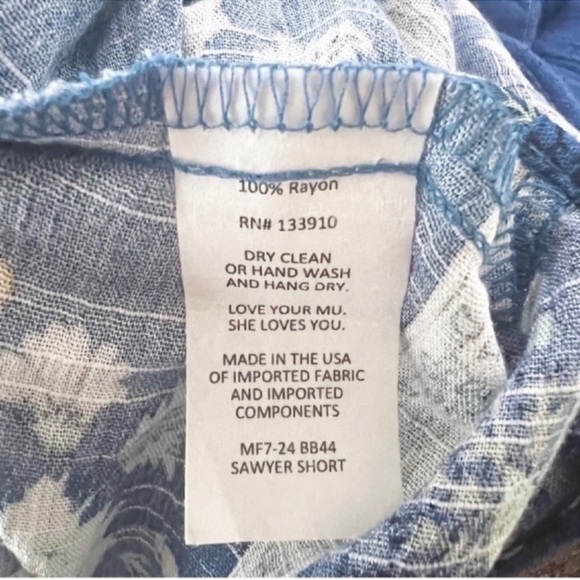 100% Rayon
RN# 133910
DRY CLEAN
OR HAND WASH
AND HANG DRY.
LOVE YOUR MU.
SHE LOVES YOU.
MADE IN THE USA
OF IMPORTED FABRIC
AND IMPORTED
COMPONENTS
MF7-24 BB44
SAWYER SHORT